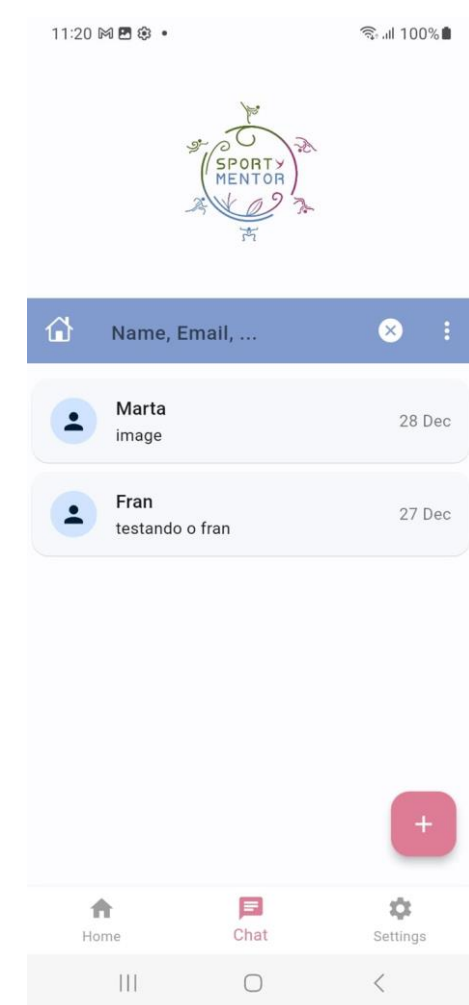 11:20
100%
SPORTY
MENTOR
Name, Email, ...
Marta
image
28 Dec
Fran
testando o fran
27 Dec
Home
Chat
Settings